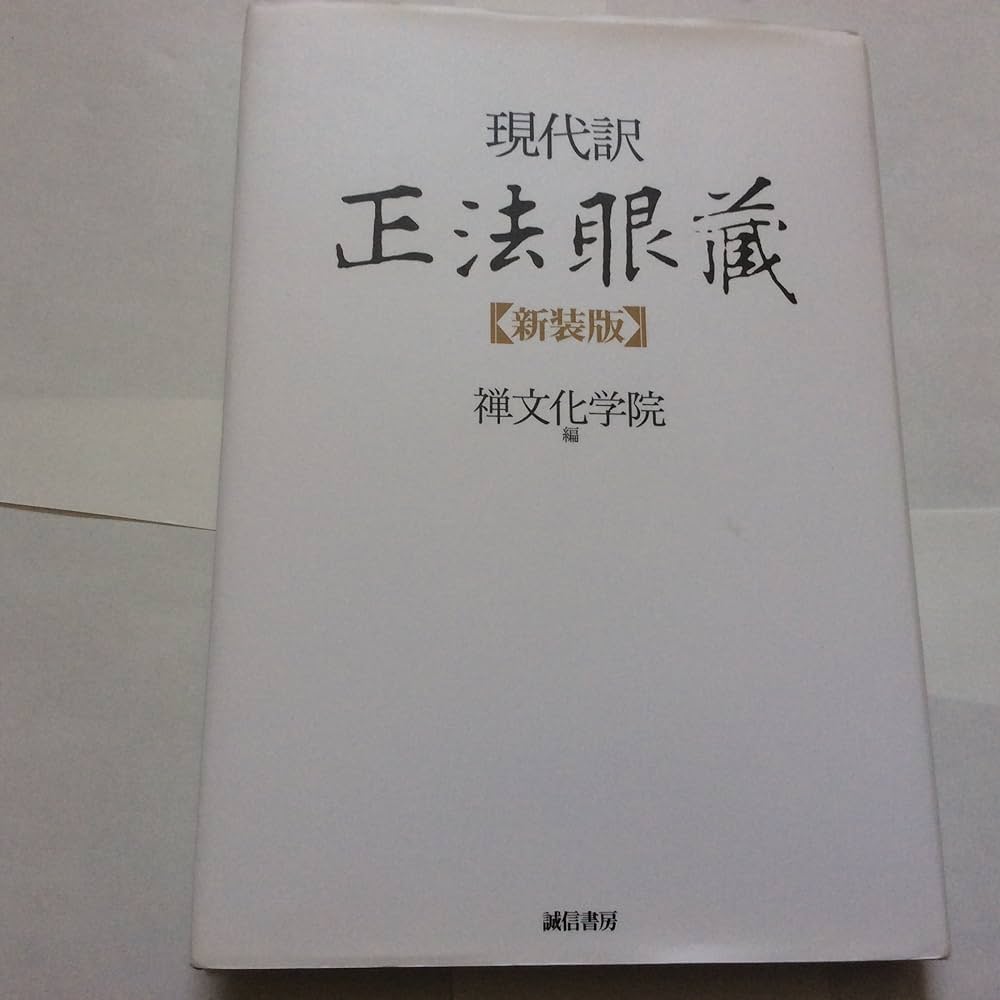 現代訳
正法眼蔵
【新装版】
禅文化学院
編
誠信書房